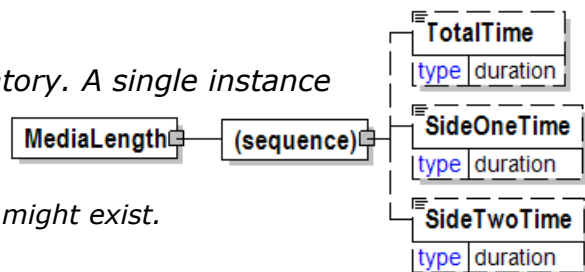 TotalTime
type duration
tory. A single instance
MediaLength (sequence) SideOneTime
type duration
might exist.
SideTwoTime
type duration